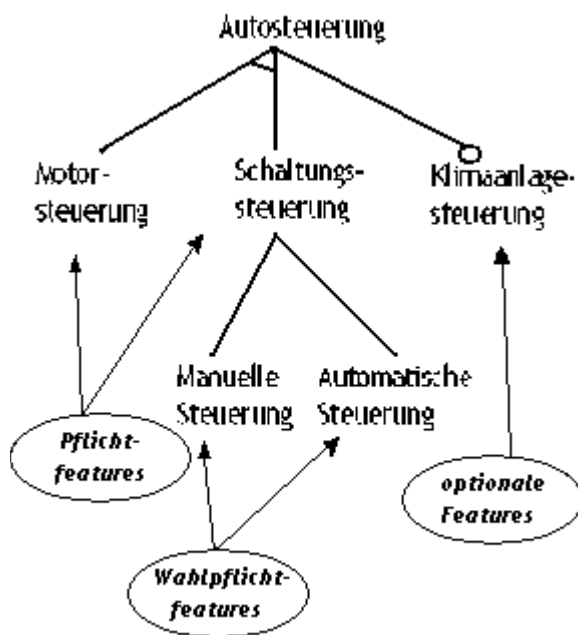 Autosteuerung
Motor-
steuerung
Schaltungs-
steuerung
Klimaanlage-
steuerung
Manuelle
Steuerung
Automatische
Steuerung
Pflicht-
features
optionale
Features
Wahlpflicht-
features